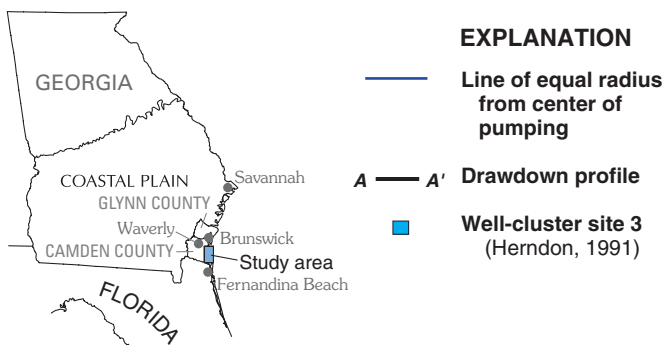 GEORGIA
COASTAL PLAIN
Savannah
GLYNN COUNTY
Waverly
Brunswick
CAMDEN COUNTY
Study area
Fernandina Beach
FLORIDA
EXPLANATION
Line of equal radius
from center of
pumping
A A' Drawdown profile
Well-cluster site 3
(Herndon, 1991)